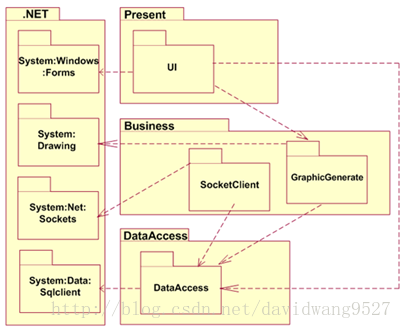 .NET
System:Windows
:Forms
System:
Drawing
System:Net:
Sockets
System:Data:
Sqlclient
Present
UI
Business
SocketClient
GraphicGenerate
DataAccess
DataAccess
http://blog.csdn.net/davidwang9527